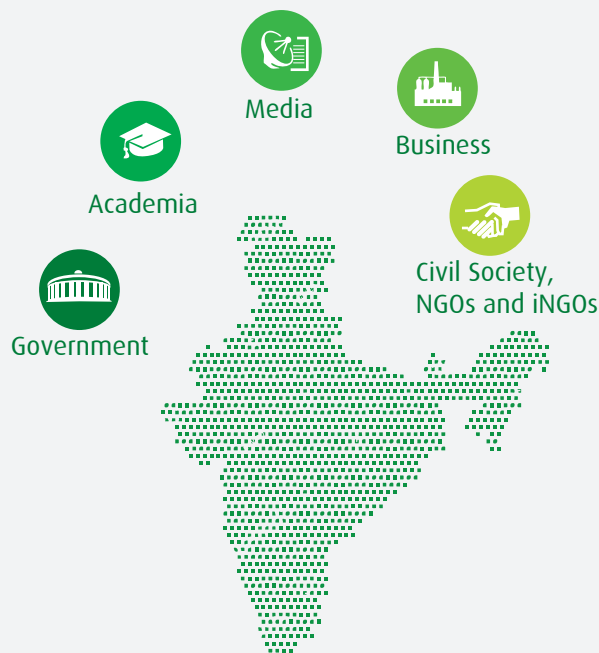 Media
Business
Academia
Civil Society,
NGOs and iNGOs
Government